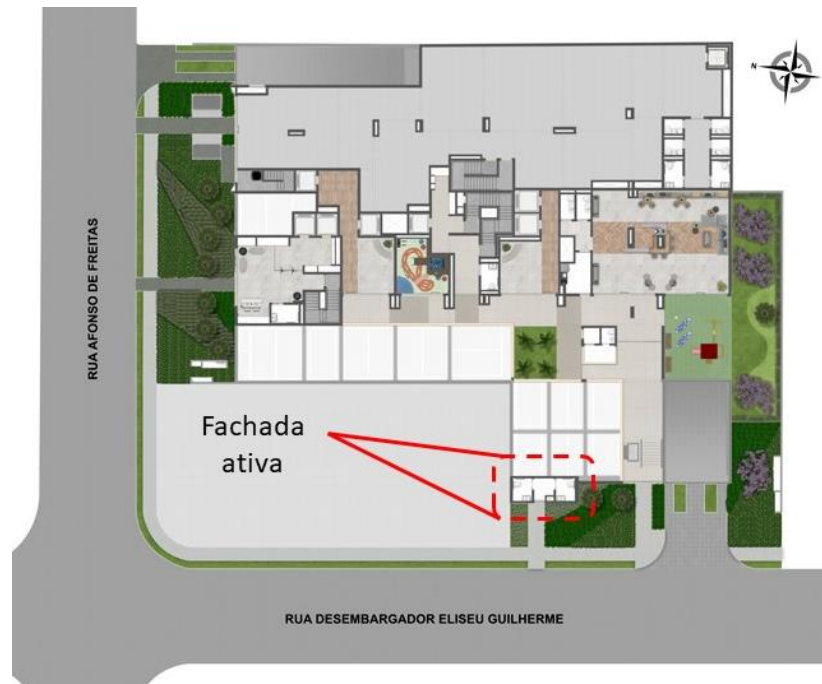 N
RUA AFONSO DE FREITAS
Fachada
ativa
RUA DESEMBARGADOR ELISEU GUILHERME